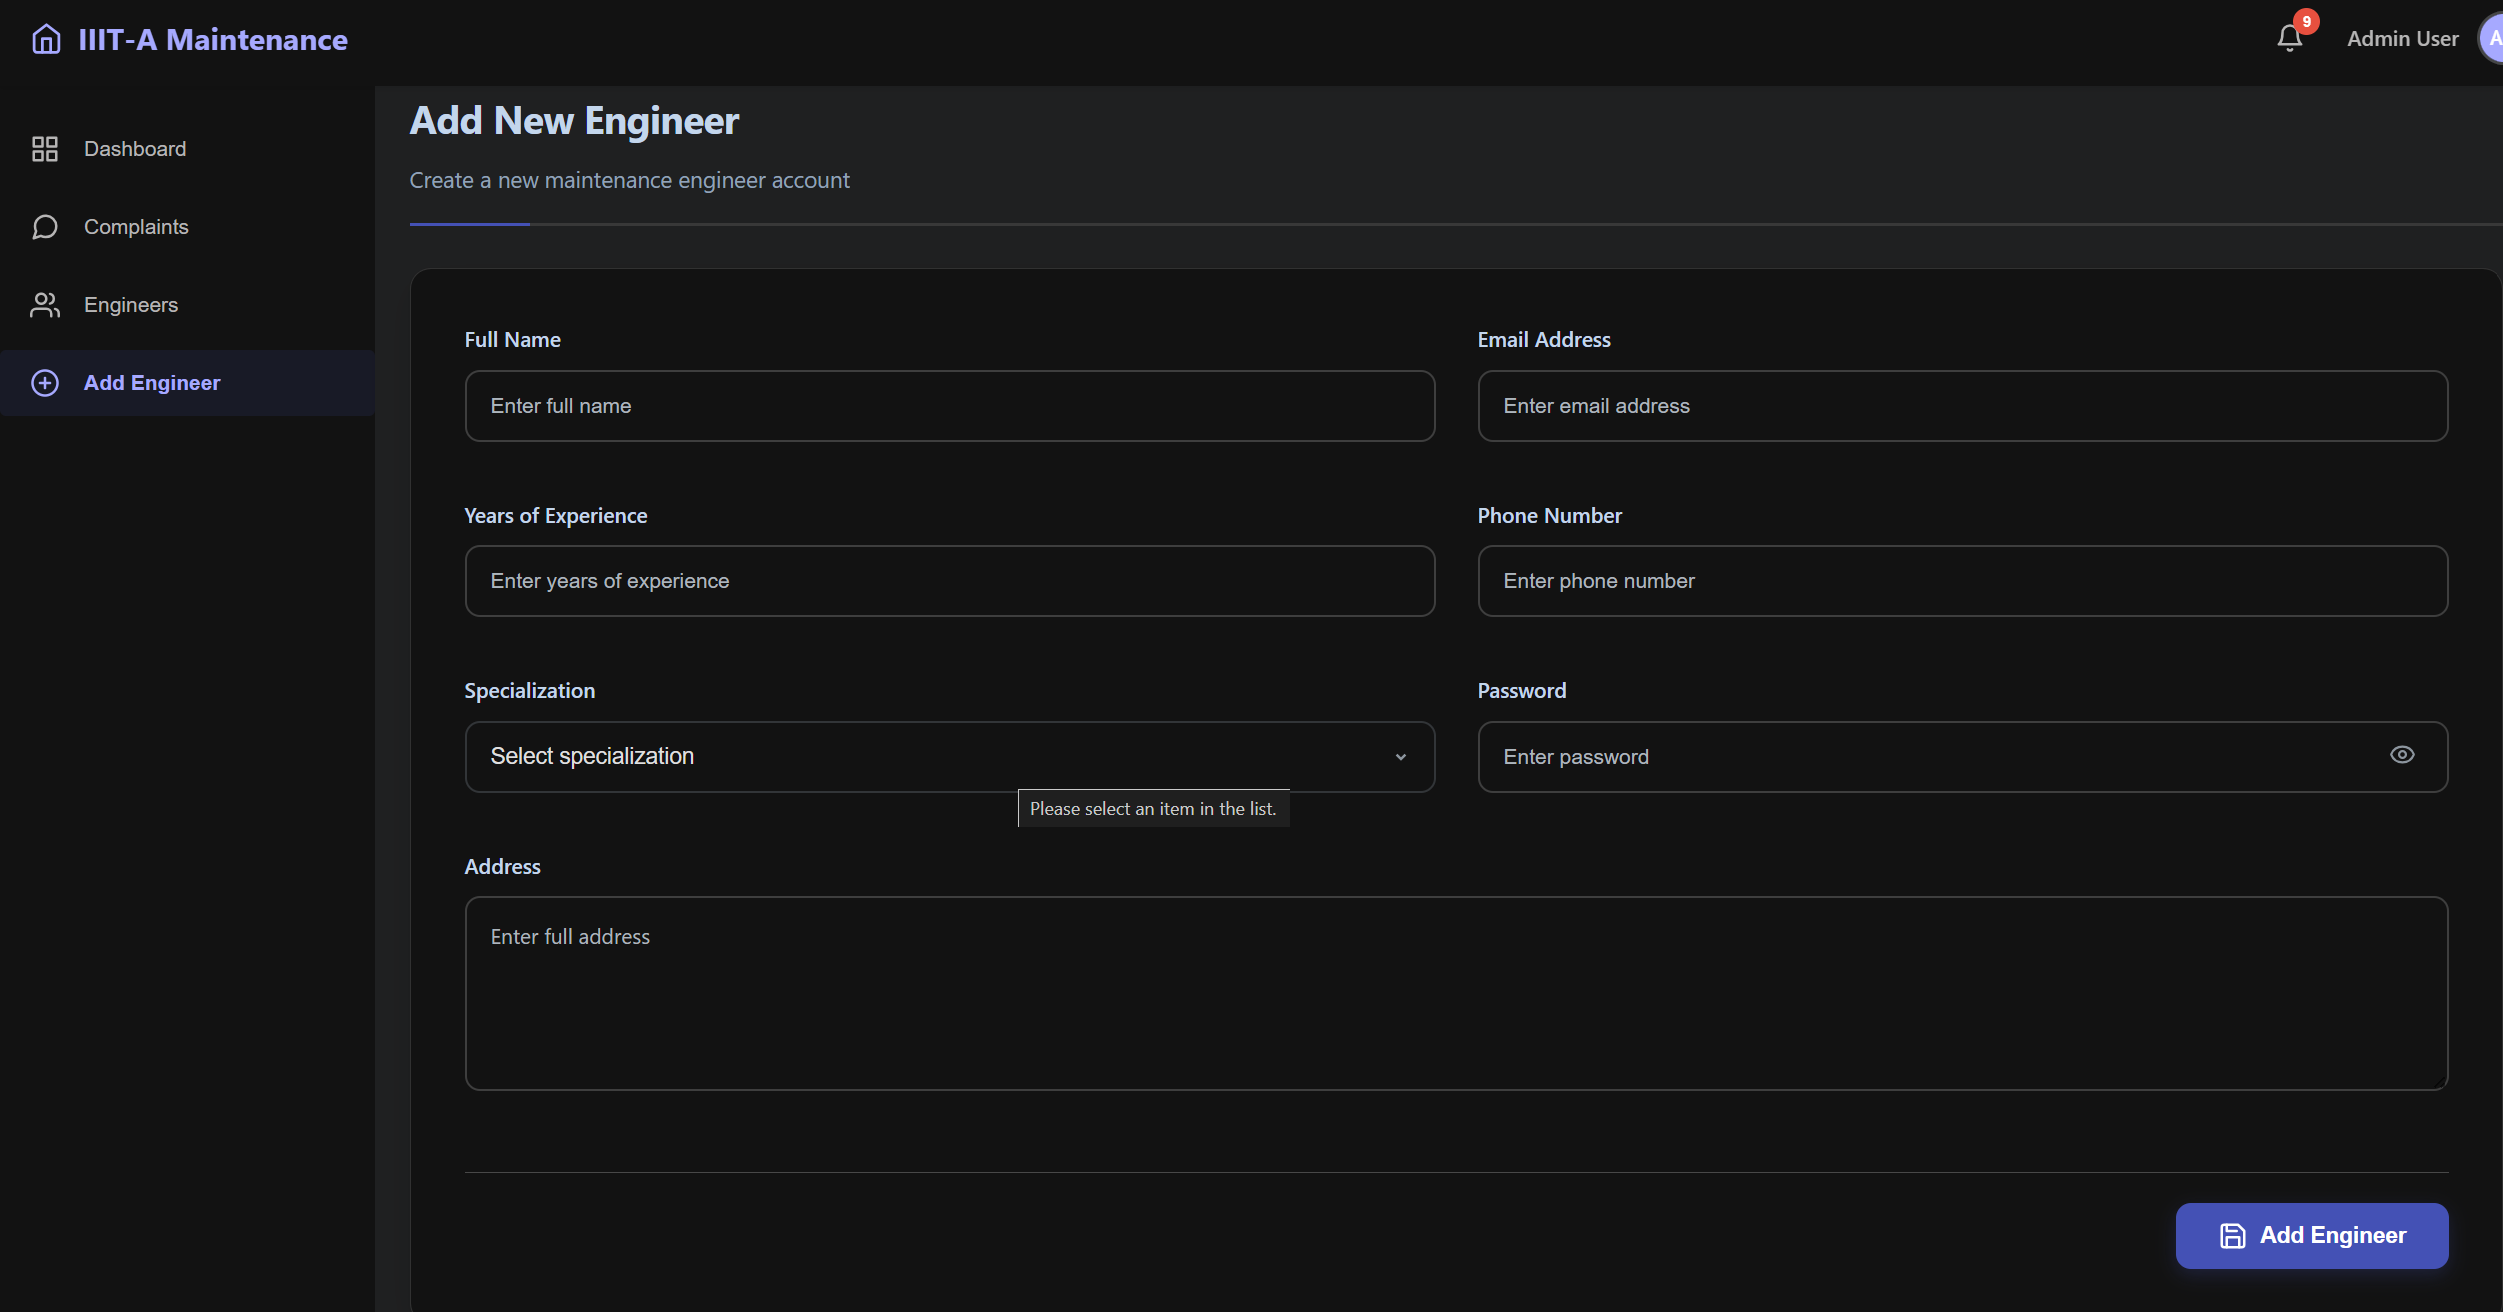 IIIT-A Maintenance
9
Admin User
A
Dashboard
Complaints
Engineers
Add Engineer
Add New Engineer
Create a new maintenance engineer account
Full Name
Email Address
Enter full name
Enter email address
Years of Experience
Phone Number
Enter years of experience
Enter phone number
Specialization
Password
Select specialization
Enter password
Please select an item in the list.
Address
Enter full address
Add Engineer